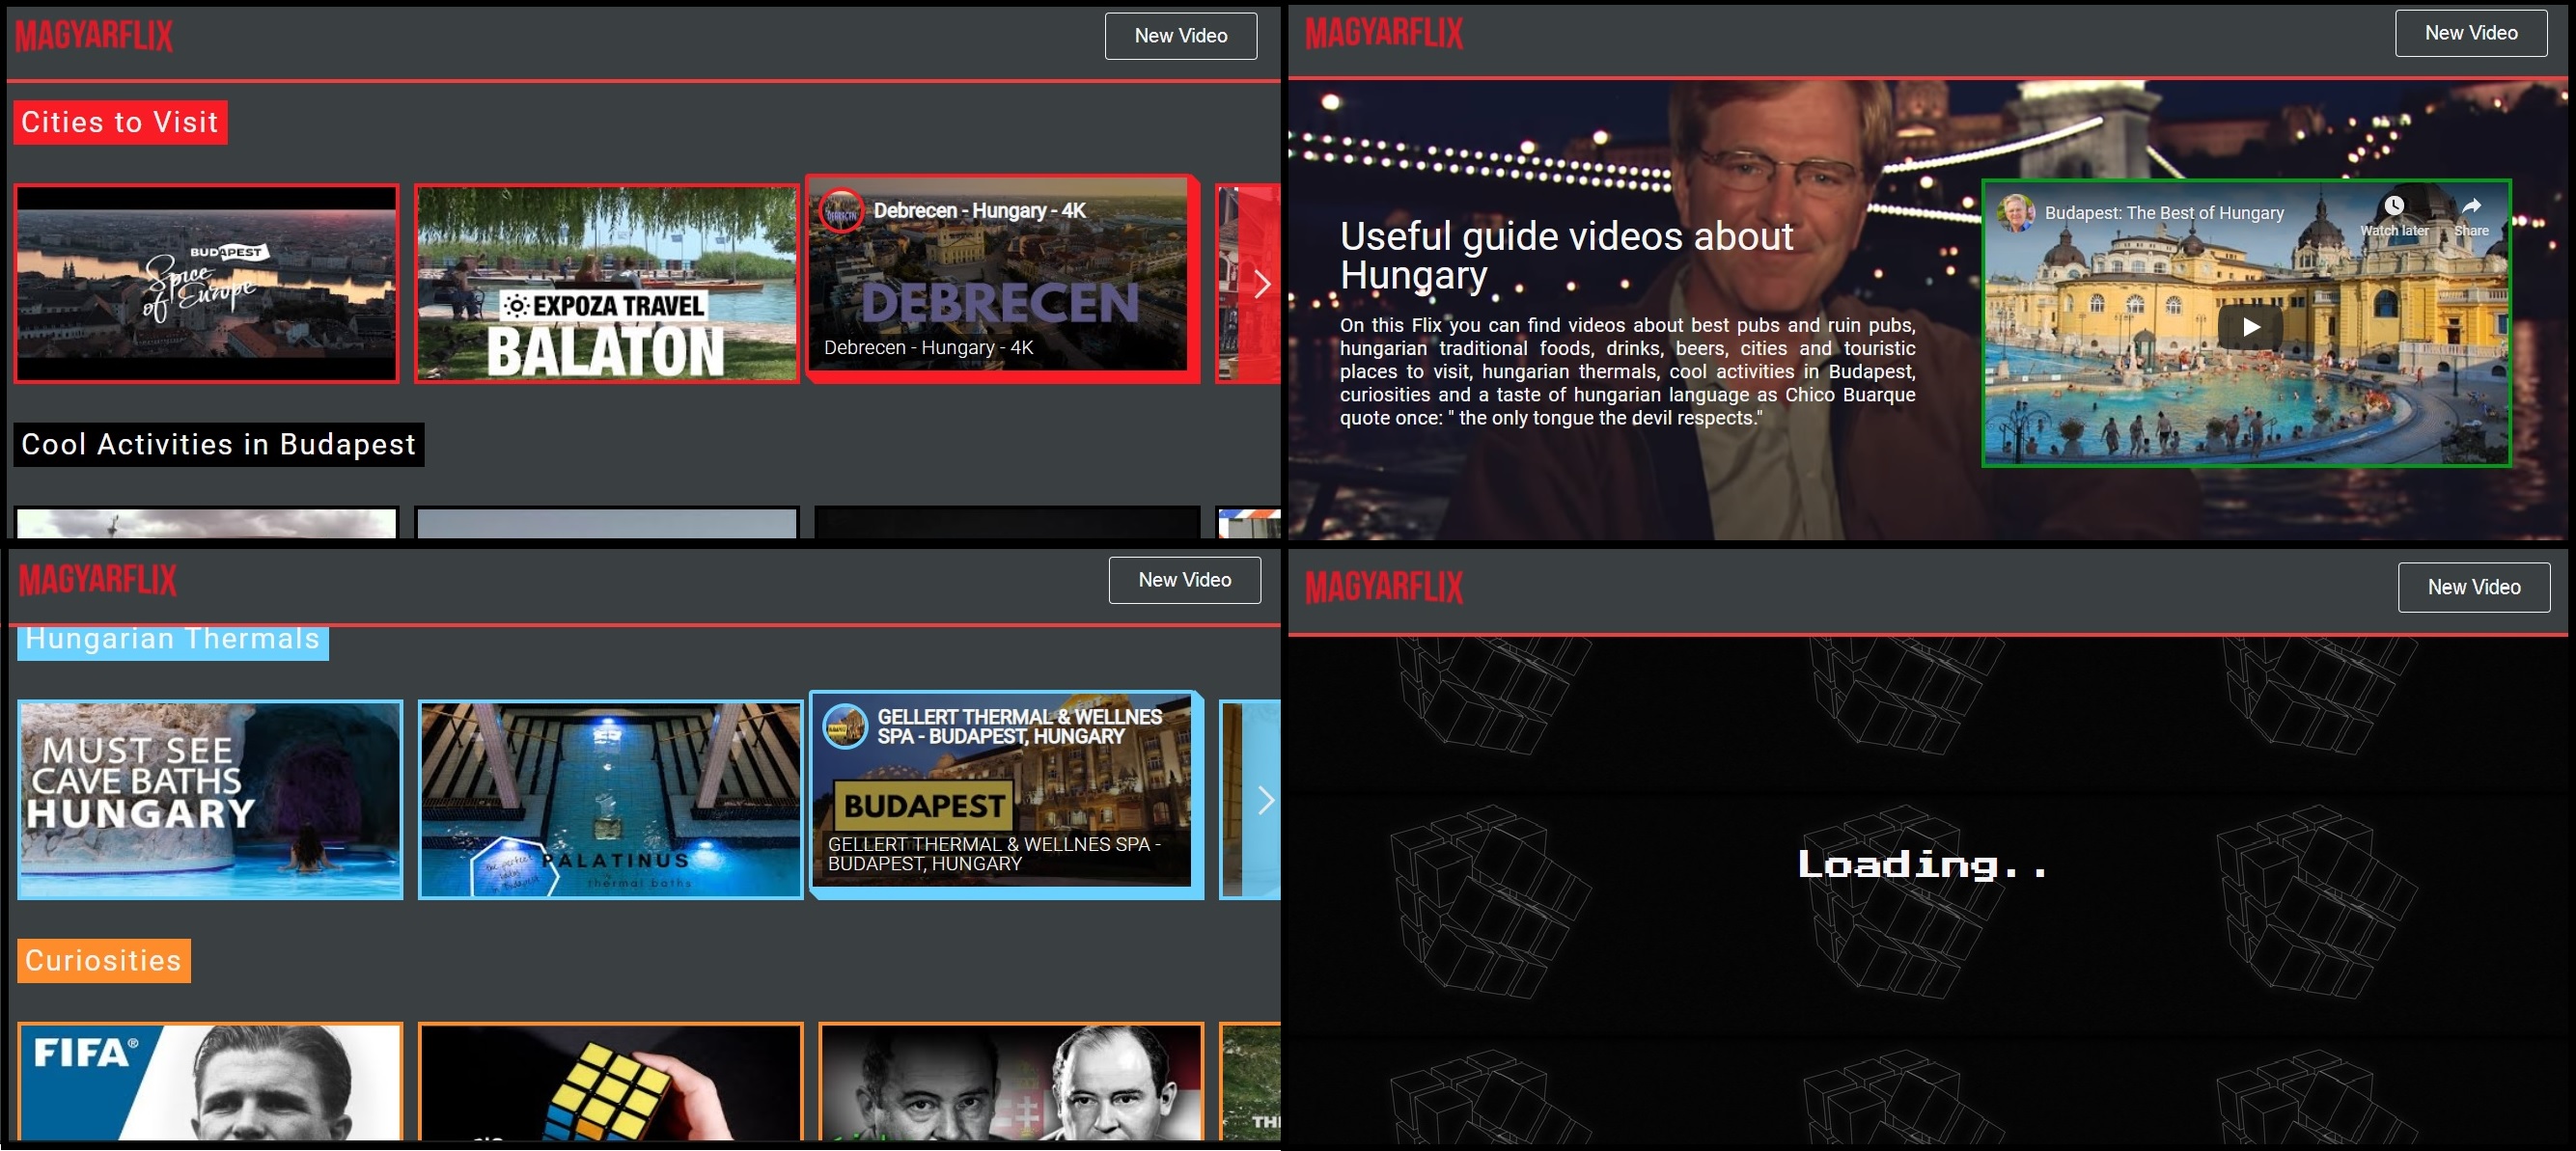 MAGYARFLIX
New Video
Cities to Visit
BUDAPEST
Spice
of Europe
EXPOZA TRAVEL
BALATON
DEBRECEN
Debrecen - Hungary - 4K
DEBRECEN
Debrecen - Hungary - 4K
Cool Activities in Budapest
MAGYARFLIX
New Video
Useful guide videos about
Hungary
On this Flix you can find videos about best pubs and ruin pubs,
hungarian traditional foods, drinks, beers, cities and touristic
places to visit, hungarian thermals, cool activities in Budapest,
curiosities and a taste of hungarian language as Chico Buarque
quote once: " the only tongue the devil respects."
Budapest: The Best of Hungary
Watch later
Share
MAGYARFLIX
New Video
Hungarian Thermals
MUST SEE
CAVE BATHS
HUNGARY
PALATINUS
thermal baths
GELLERT THERMAL & WELLNES
SPA - BUDAPEST, HUNGARY
BUDAPEST
GELLERT THERMAL & WELLNES SPA -
BUDAPEST, HUNGARY
Curiosities
FIFA®
MAGYARFLIX
New Video
Loading..